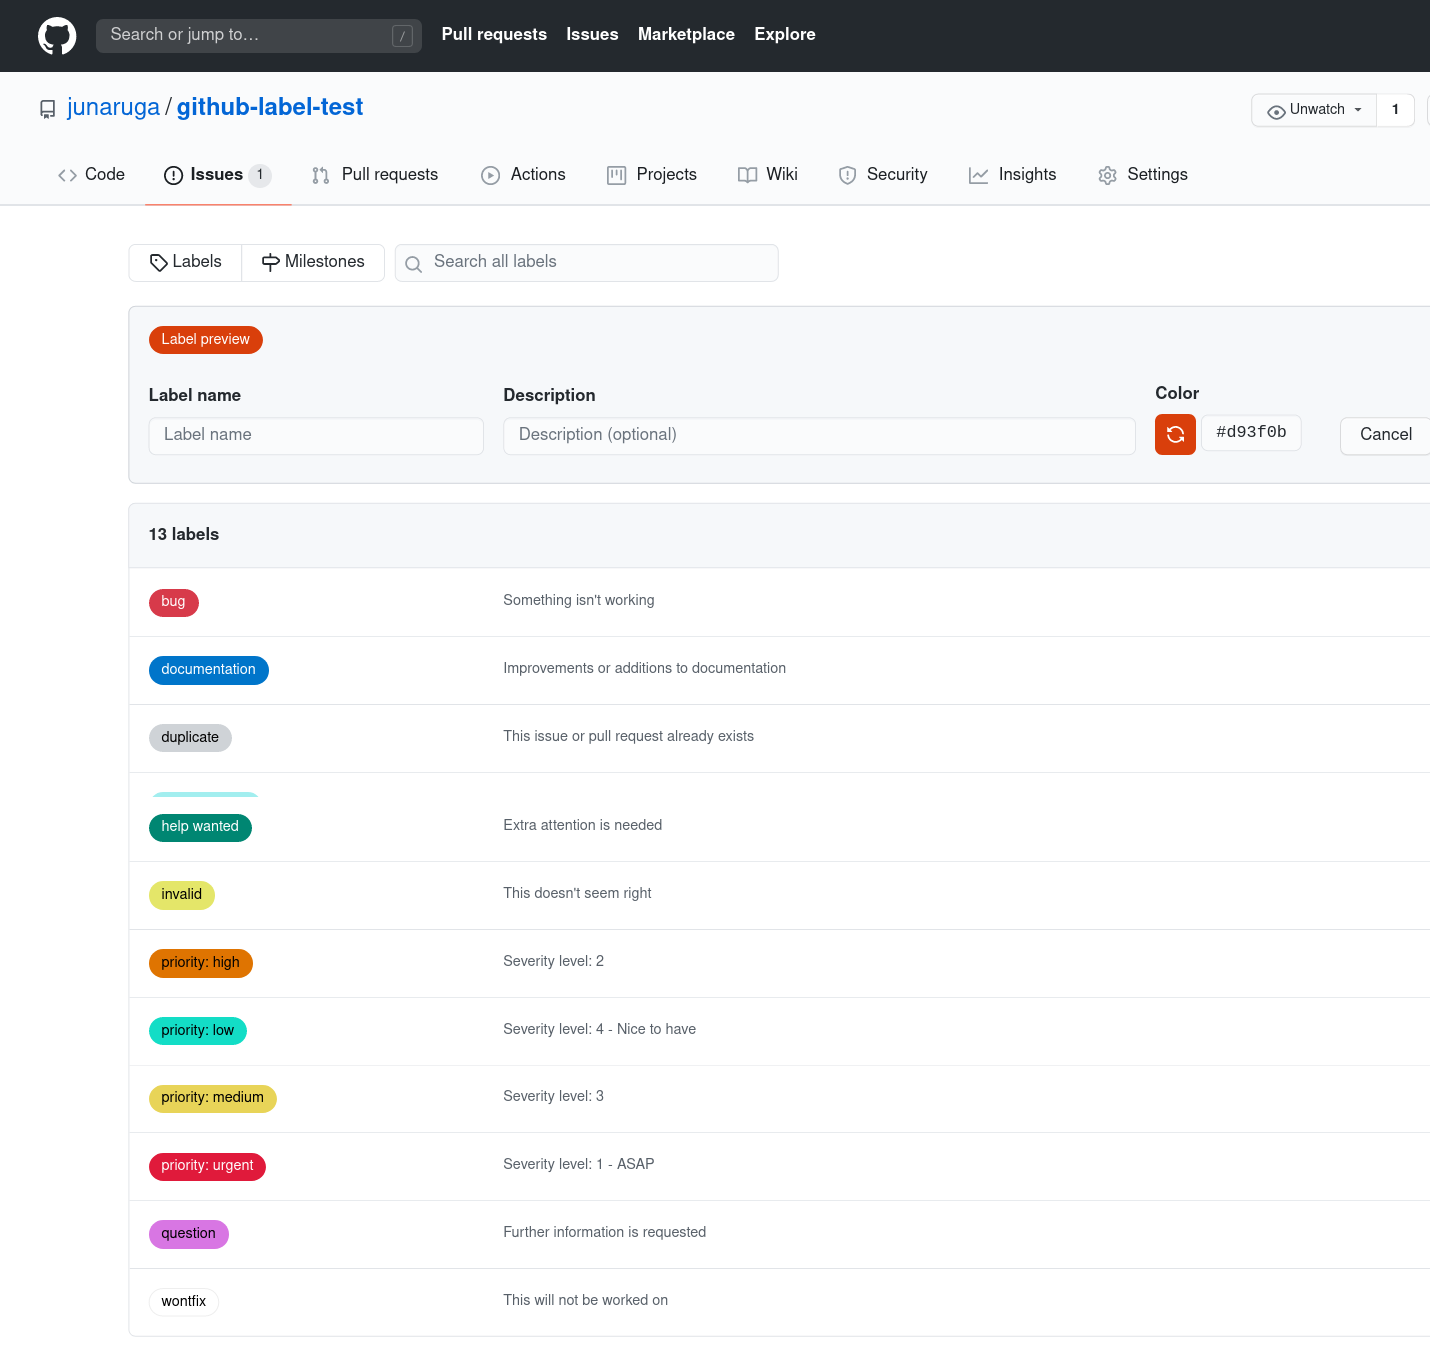 Search or jump to… / Pull requests Issues Marketplace Explore
junaruga / github-label-test Unwatch 1
Code Issues 1 Pull requests Actions Projects Wiki Security Insights Settings
Labels Milestones Search all labels
Label preview
Label name Description Color
Label name Description (optional) #d93f0b Cancel
13 labels
bug Something isn't working
documentation Improvements or additions to documentation
duplicate This issue or pull request already exists
help wanted Extra attention is needed
invalid This doesn't seem right
priority: high Severity level: 2
priority: low Severity level: 4 - Nice to have
priority: medium Severity level: 3
priority: urgent Severity level: 1 - ASAP
question Further information is requested
wontfix This will not be worked on